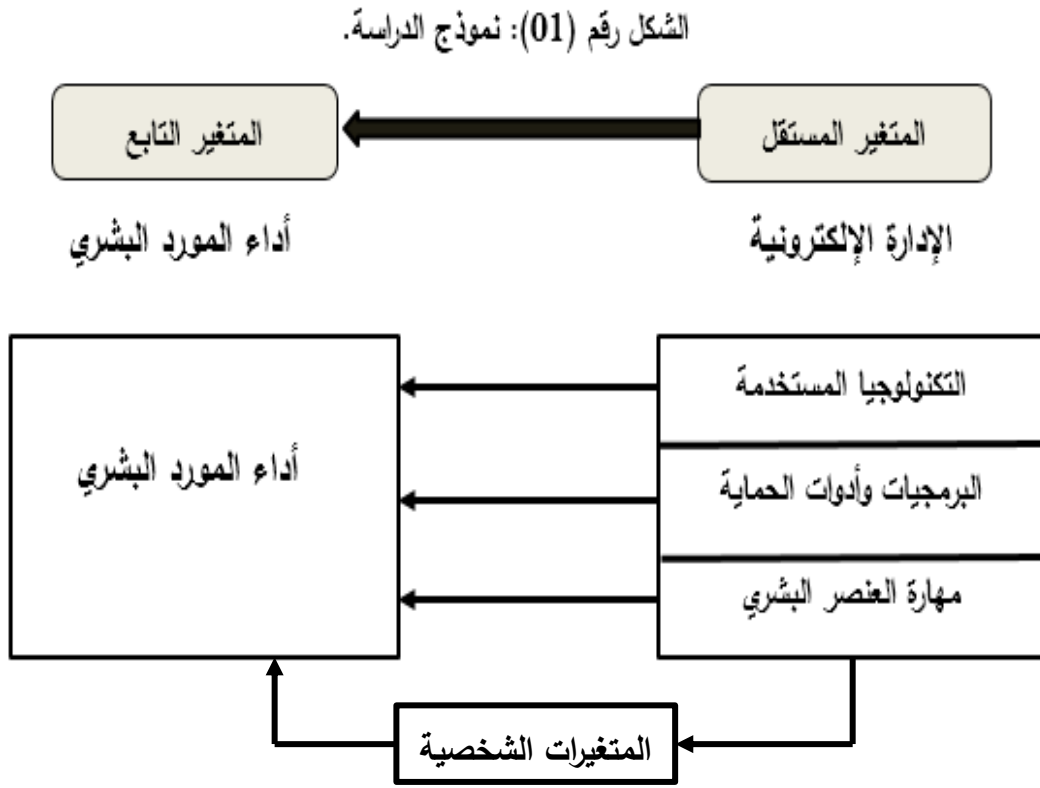 الشكل رقم (01): نموذج الدراسة.
المتغير المستقل
المتغير التابع
الإدارة الإلكترونية
أداء المورد البشري
التكنولوجيا المستخدمة
البرمجيات وأدوات الحماية
مهارة العنصر البشري
أداء المورد البشري
المتغيرات الشخصية